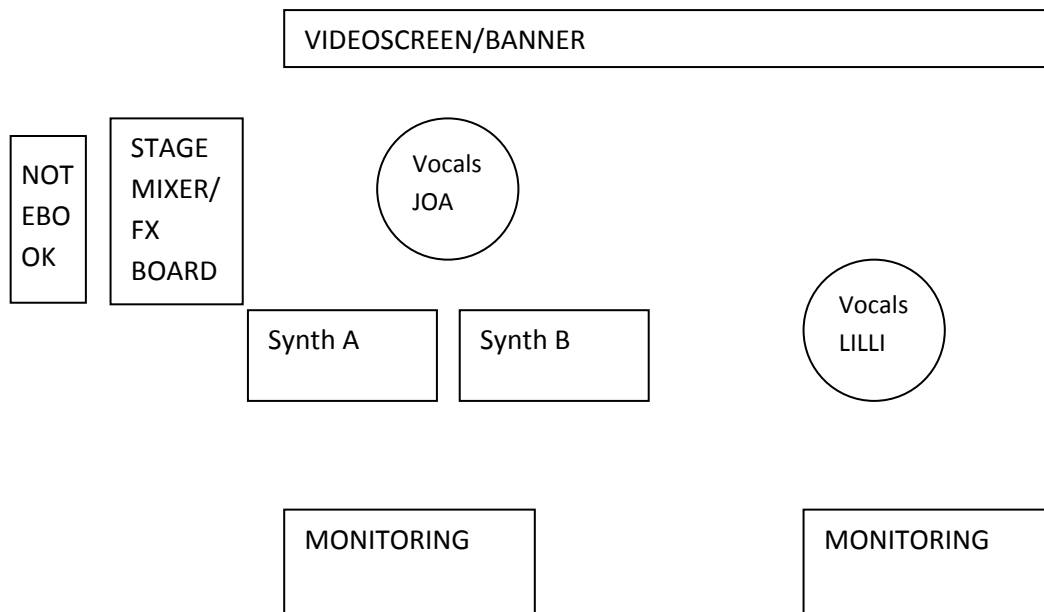 VIDEOSCREEN/BANNER
NOT
EBO
OK
STAGE
MIXER/
FX
BOARD
Vocals
JOA
Vocals
LILLI
Synth A
Synth B
MONITORING
MONITORING